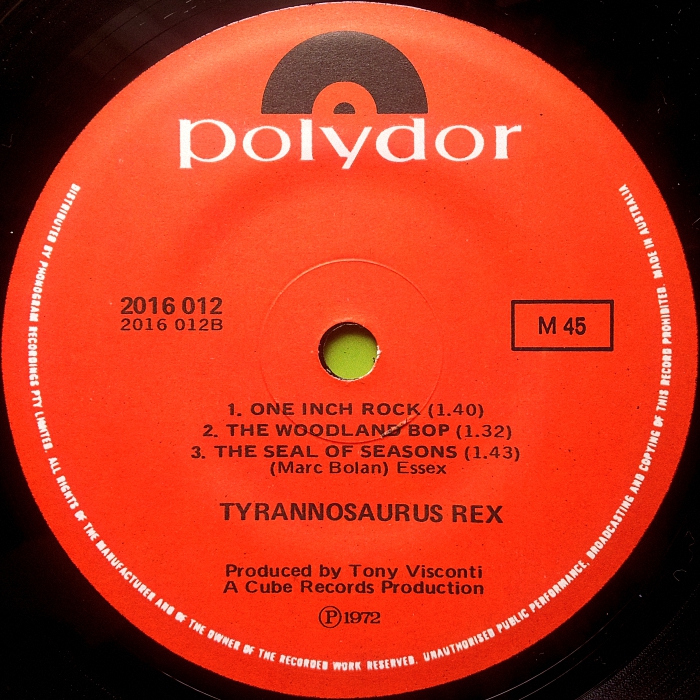 polydor
2016 012
2016 012B
M 45
1. ONE INCH ROCK (1.40)
2. THE WOODLAND BOP (1.32)
3. THE SEAL OF SEASONS (1.43)
(Marc Bolan) Essex
TYRANNOSAURUS REX
Produced by Tony Visconti
A Cube Records Production
Ⓟ 1972
DISTRIBUTED BY PHONOGRAM RECORDINGS PTY LIMITED. ALL RIGHTS OF THE MANUFACTURER AND OF THE OWNER OF THE RECORDED WORK RESERVED. UNAUTHORISED PUBLIC PERFORMANCE, BROADCASTING AND COPYING OF THIS RECORD PROHIBITED. MADE IN AUSTRALIA